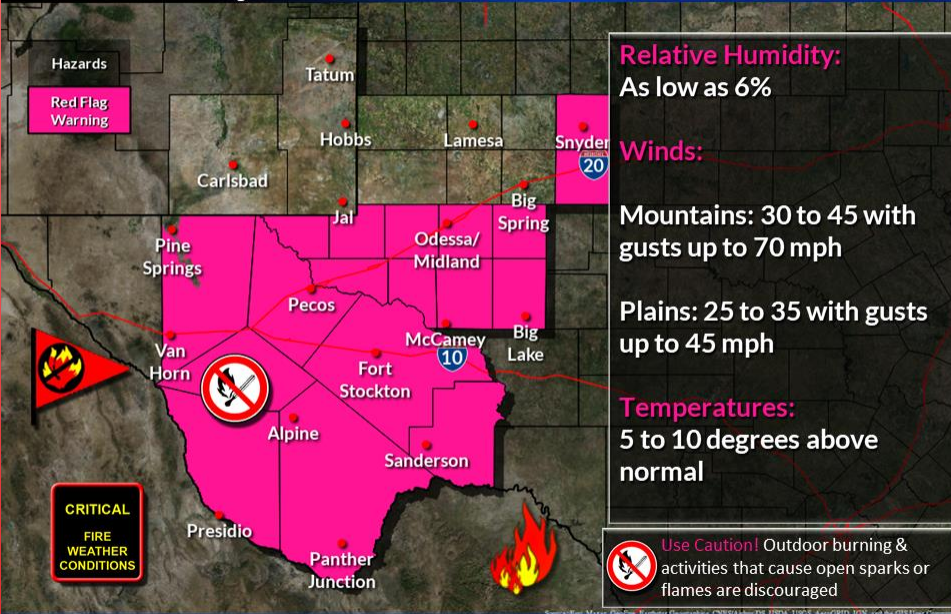 Hazards
Red Flag
Warning
Tatum
Hobbs
Lamesa
Snyder
20
Carlsbad
Big
Spring
Jal
Odessa/
Midland
Pine
Springs
Pecos
McCamey
10
Big
Lake
Van
Horn
Fort
Stockton
Alpine
Sanderson
Presidio
Panther
Junction
CRITICAL
FIRE
WEATHER
CONDITIONS
Relative Humidity:
As low as 6%
Winds:
Mountains: 30 to 45 with
gusts up to 70 mph
Plains: 25 to 35 with gusts
up to 45 mph
Temperatures:
5 to 10 degrees above
normal
Use Caution! Outdoor burning &
activities that cause open sparks or
flames are discouraged